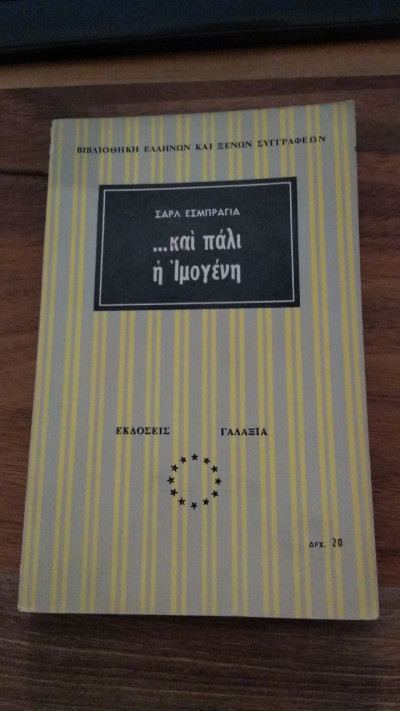 ΒΙΒΛΙΟΘΗΚΗ ΕΛΛΗΝΩΝ ΚΑΙ ΞΕΝΩΝ ΣΥΓΓΡΑΦΕΩΝ
ΣΑΡΛ ΕΣΜΠΡΑΓΙΑ
...καὶ πάλι
ἡ Ἰμογένη
ΕΚΔΟΣΕΙΣ ΓΑΛΑΞΙΑ
ΔΡΧ. 20